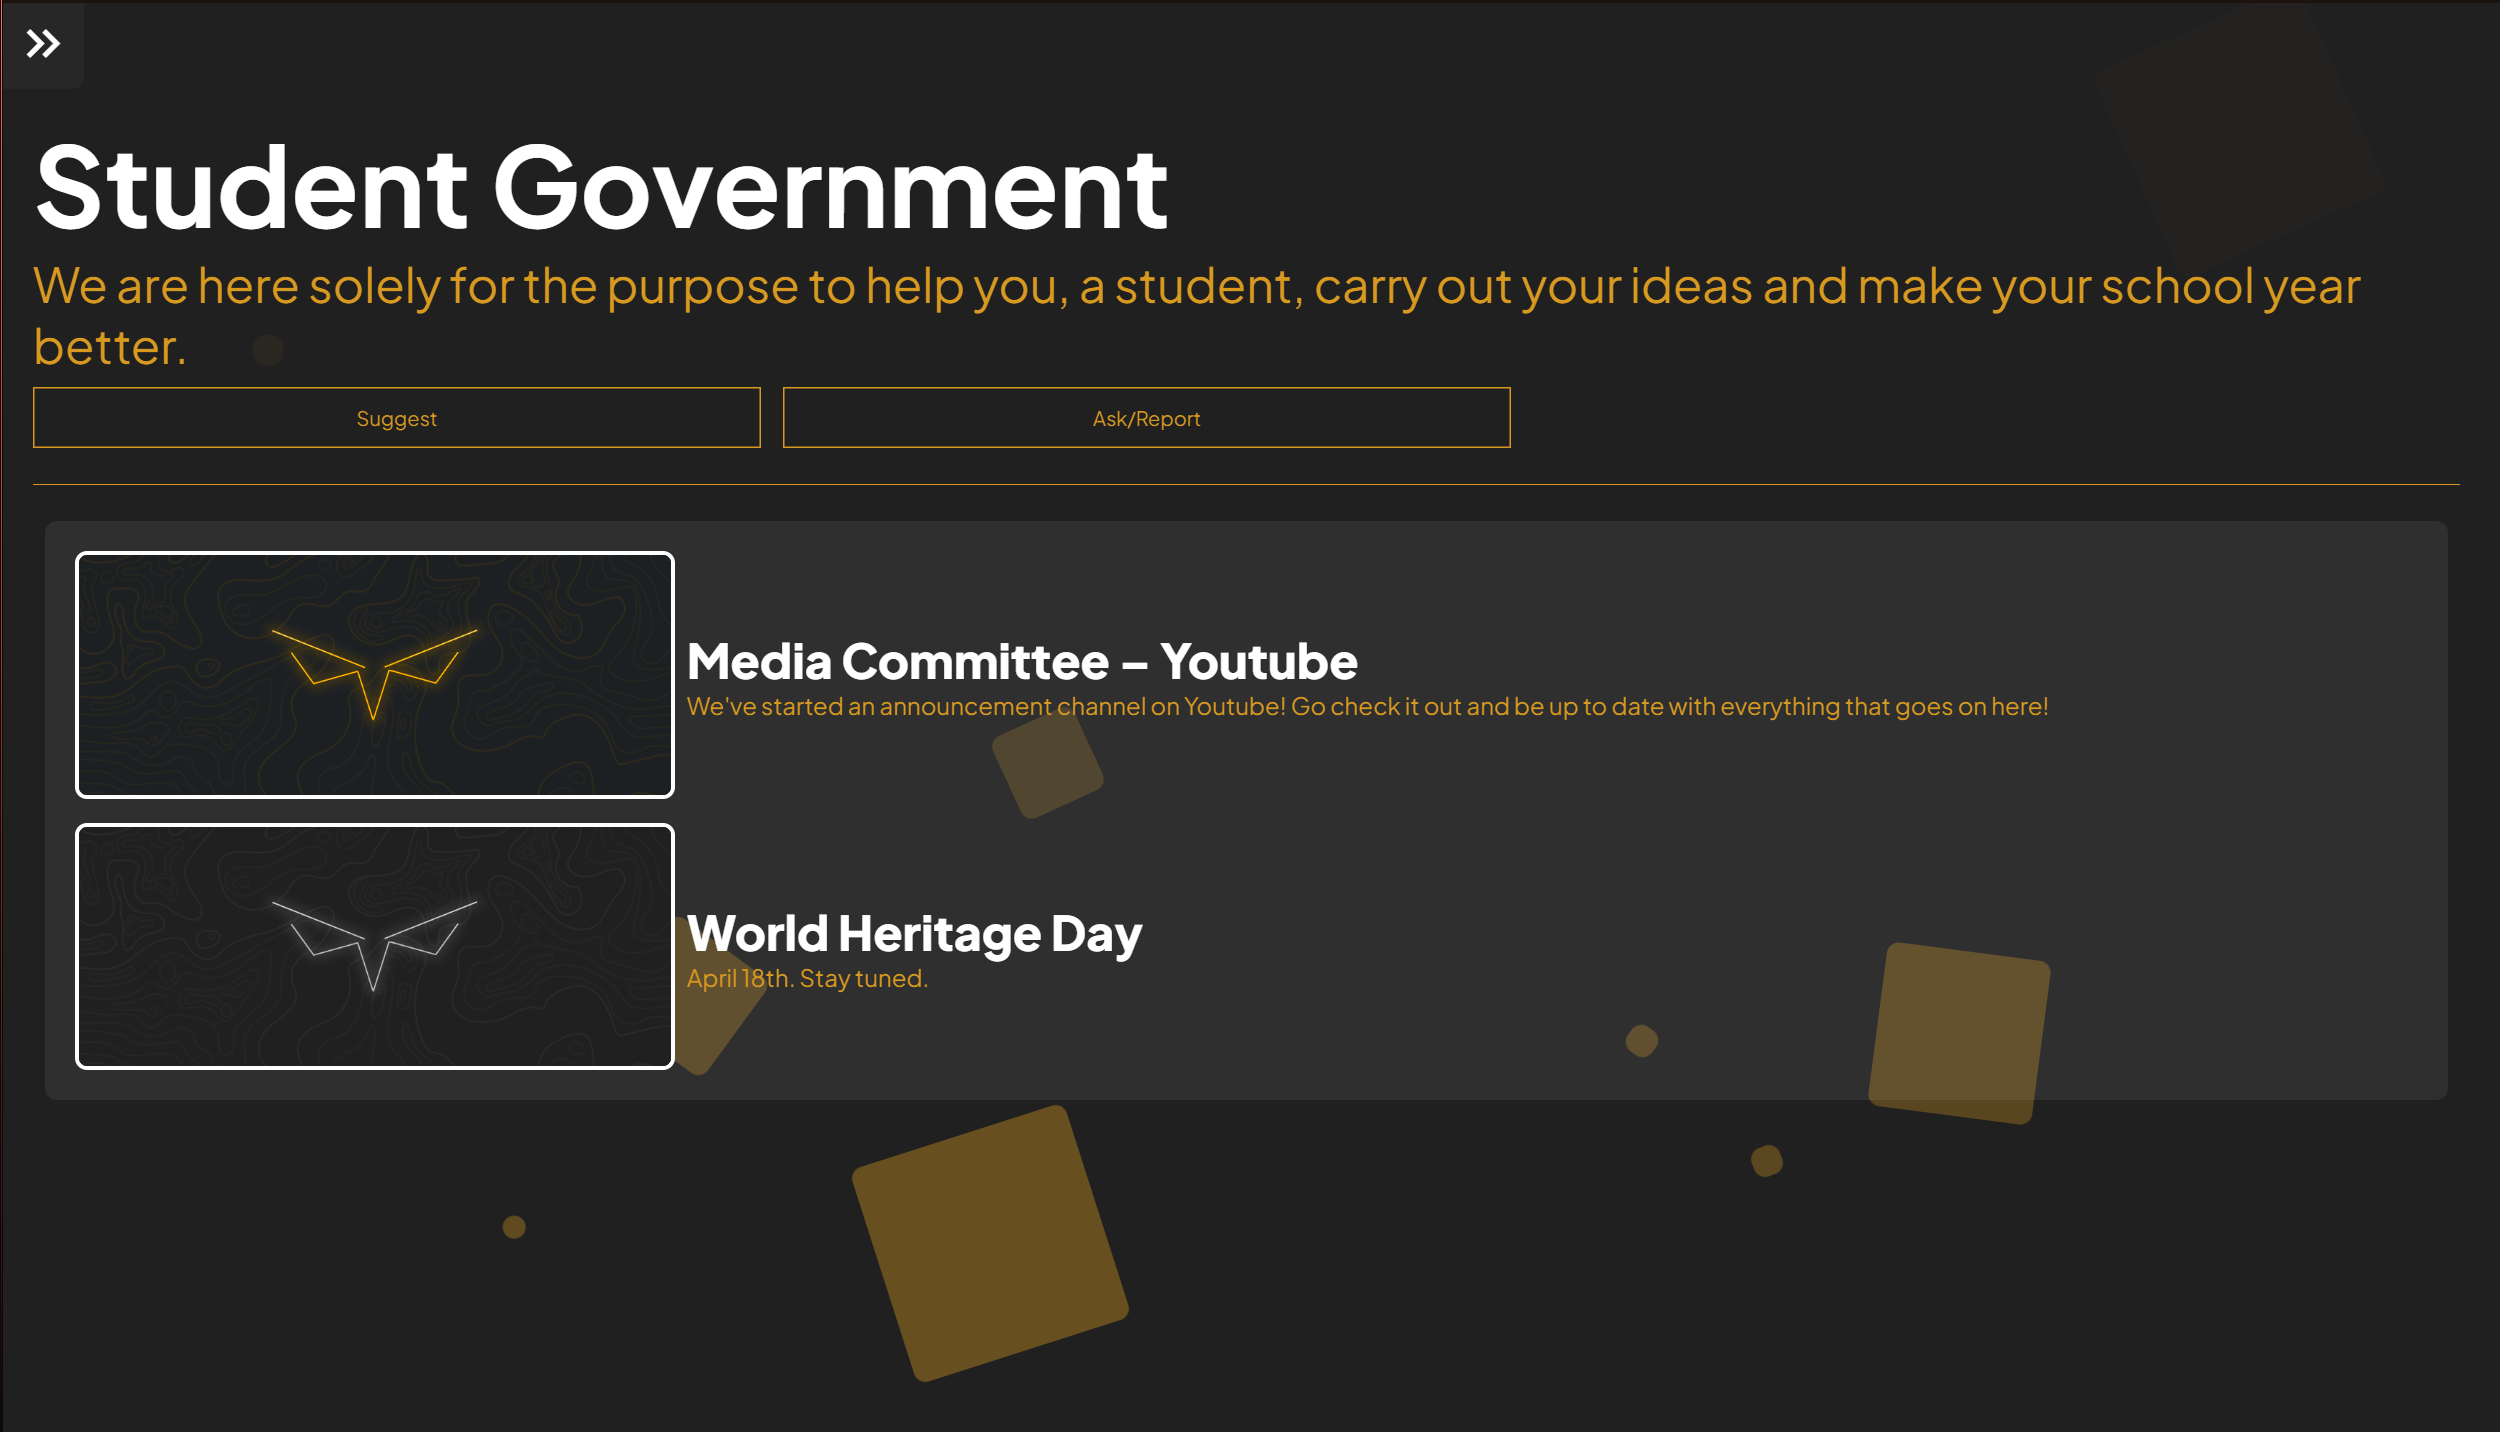 Student Government
We are here solely for the purpose to help you, a student, carry out your ideas and make your school year
better.
Suggest
Ask/Report
Media Committee – Youtube
We've started an announcement channel on Youtube! Go check it out and be up to date with everything that goes on here!
World Heritage Day
April 18th. Stay tuned.